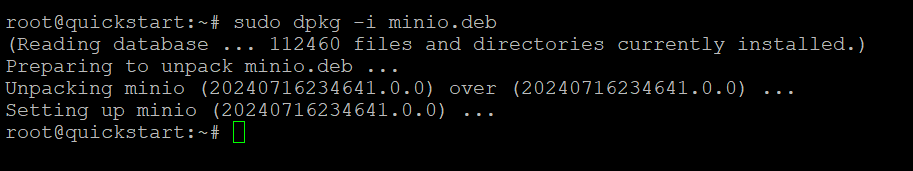 root@quickstart:~# sudo dpkg -i minio.deb
(Reading database ... 112460 files and directories currently installed.)
Preparing to unpack minio.deb ...
Unpacking minio (20240716234641.0.0) over (20240716234641.0.0) ...
Setting up minio (20240716234641.0.0) ...
root@quickstart:~#